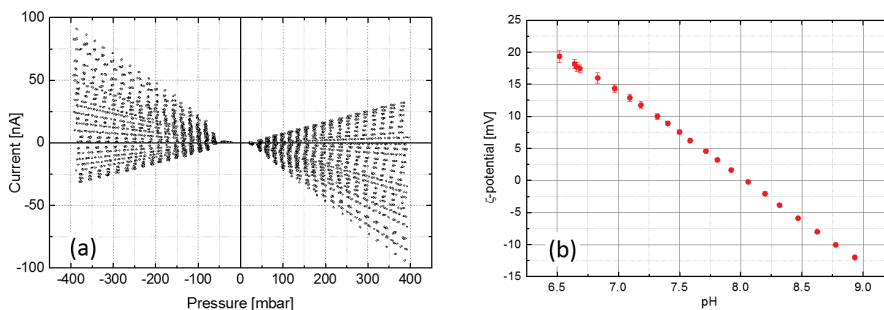 100
50
0
-50
-100
Current [nA]
(a)
-400 -300 -200 -100 0 100 200 300 400
Pressure [mbar]
25
20
15
10
5
0
-5
-10
-15
ζ-potential [mV]
(b)
6.5 7.0 7.5 8.0 8.5 9.0
pH